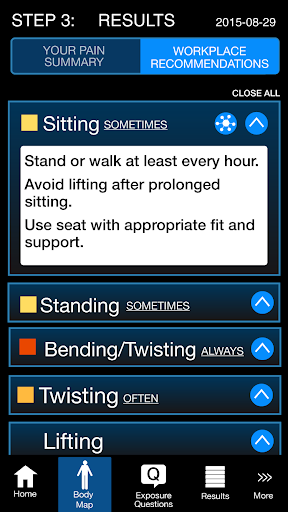 STEP 3: RESULTS 2015-08-29
YOUR PAIN
SUMMARY
WORKPLACE
RECOMMENDATIONS
CLOSE ALL
Sitting SOMETIMES
Stand or walk at least every hour.
Avoid lifting after prolonged
sitting.
Use seat with appropriate fit and
support.
Standing SOMETIMES
Bending/Twisting ALWAYS
Twisting OFTEN
Lifting
Home
Body
Map
Q
Exposure
Questions
Results
More